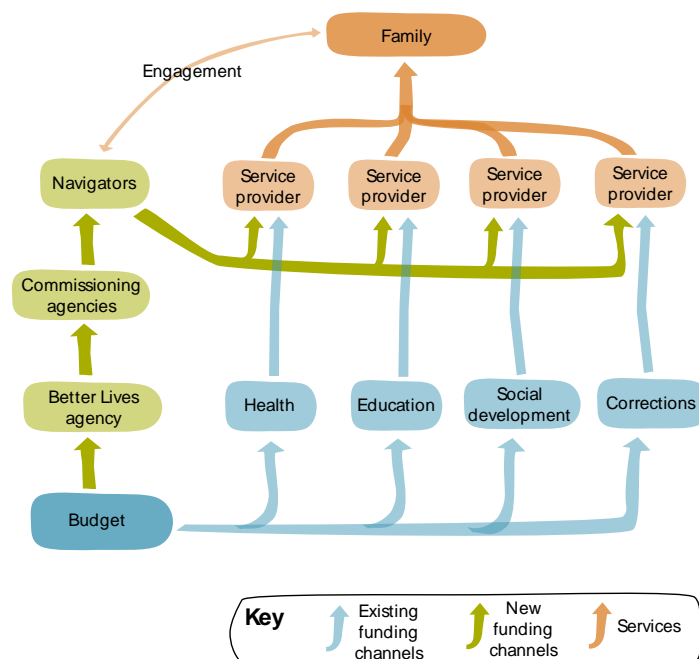 Family
Engagement
Navigators
Service
provider
Service
provider
Service
provider
Service
provider
Commissioning
agencies
Better Lives
agency
Health
Education
Social
development
Corrections
Budget
Key
Existing
funding
channels
New
funding
channels
Services